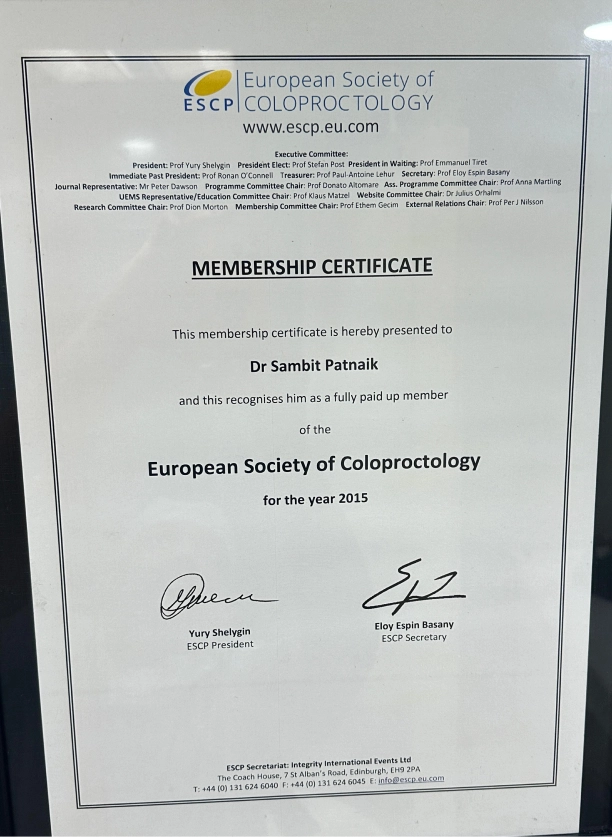 ESCP
European Society of
COLOPROCTOLOGY
www.escp.eu.com
Executive Committee:
President: Prof Yury Shelygin President Elect: Prof Stefan Post President in Waiting: Prof Emmanuel Tiret
Immediate Past President: Prof Ronan O'Connell Treasurer: Prof Paul-Antoine Lehur Secretary: Prof Eloy Espin Basany
Journal Representative: Mr Peter Dawson Programme Committee Chair: Prof Donato Altomare Ass. Programme Committee Chair: Prof Anna Martling
UEMS Representative/Education Committee Chair: Prof Klaus Matzel Website Committee Chair: Dr Julius Orhalmi
Research Committee Chair: Prof Dion Morton Membership Committee Chair: Prof Ethem Gecim External Relations Chair: Prof Per J Nilsson
MEMBERSHIP CERTIFICATE
This membership certificate is hereby presented to
Dr Sambit Patnaik
and this recognises him as a fully paid up member
of the
European Society of Coloproctology
for the year 2015
Yury Shelygin
ESCP President
Eloy Espin Basany
ESCP Secretary
ESCP Secretariat: Integrity International Events Ltd
The Coach House, 7 St Alban's Road, Edinburgh, EH9 2PA
T: +44 (0) 131 624 6040 F: +44 (0) 131 624 6045 E: info@escp.eu.com